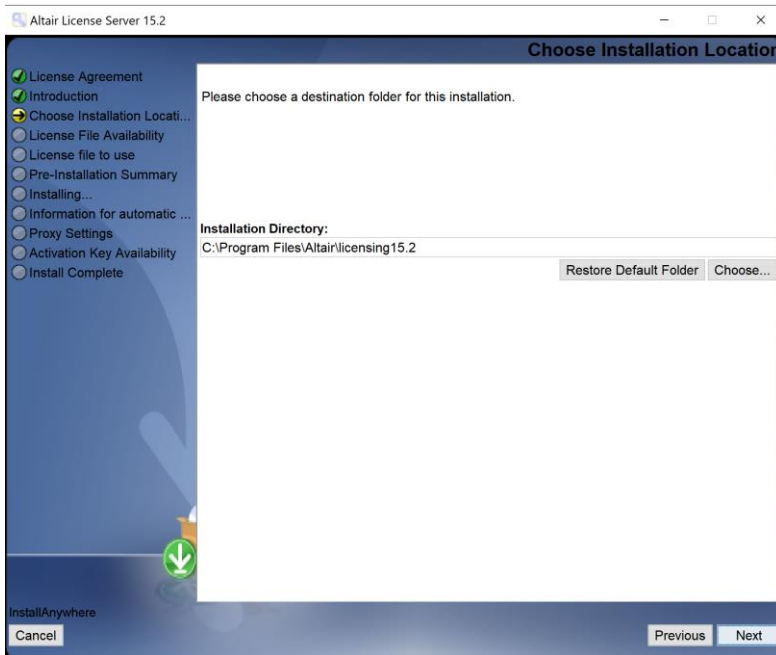 Altair License Server 15.2
Choose Installation Location
License Agreement
Introduction
Choose Installation Locati...
License File Availability
License file to use
Pre-Installation Summary
Installing...
Information for automatic ...
Proxy Settings
Activation Key Availability
Install Complete
Please choose a destination folder for this installation.
Installation Directory:
C:\Program Files\Altair\licensing15.2
Restore Default Folder Choose...
InstallAnywhere
Cancel Previous Next